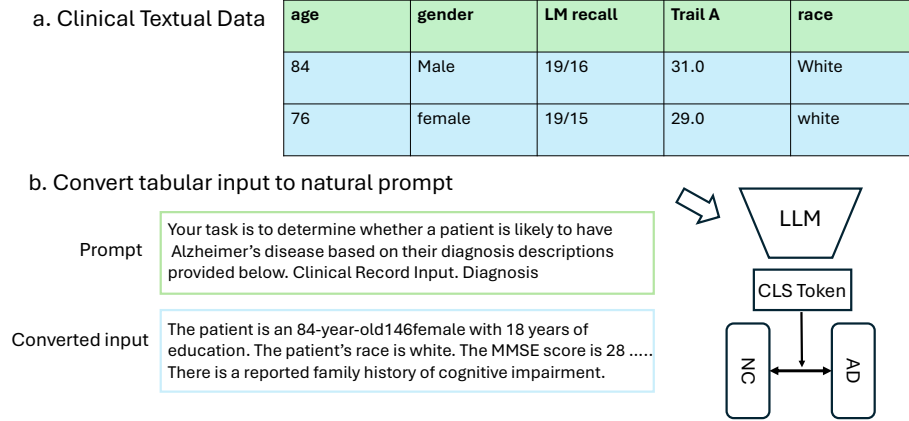 a. Clinical Textual Data
age gender LM recall Trail A race
84 Male 19/16 31.0 White
76 female 19/15 29.0 white
b. Convert tabular input to natural prompt
Prompt
Your task is to determine whether a patient is likely to have
Alzheimer's disease based on their diagnosis descriptions
provided below. Clinical Record Input. Diagnosis
Converted input
The patient is an 84-year-old146female with 18 years of
education. The patient's race is white. The MMSE score is 28 .....
There is a reported family history of cognitive impairment.
LLM
CLS Token
NC
AD